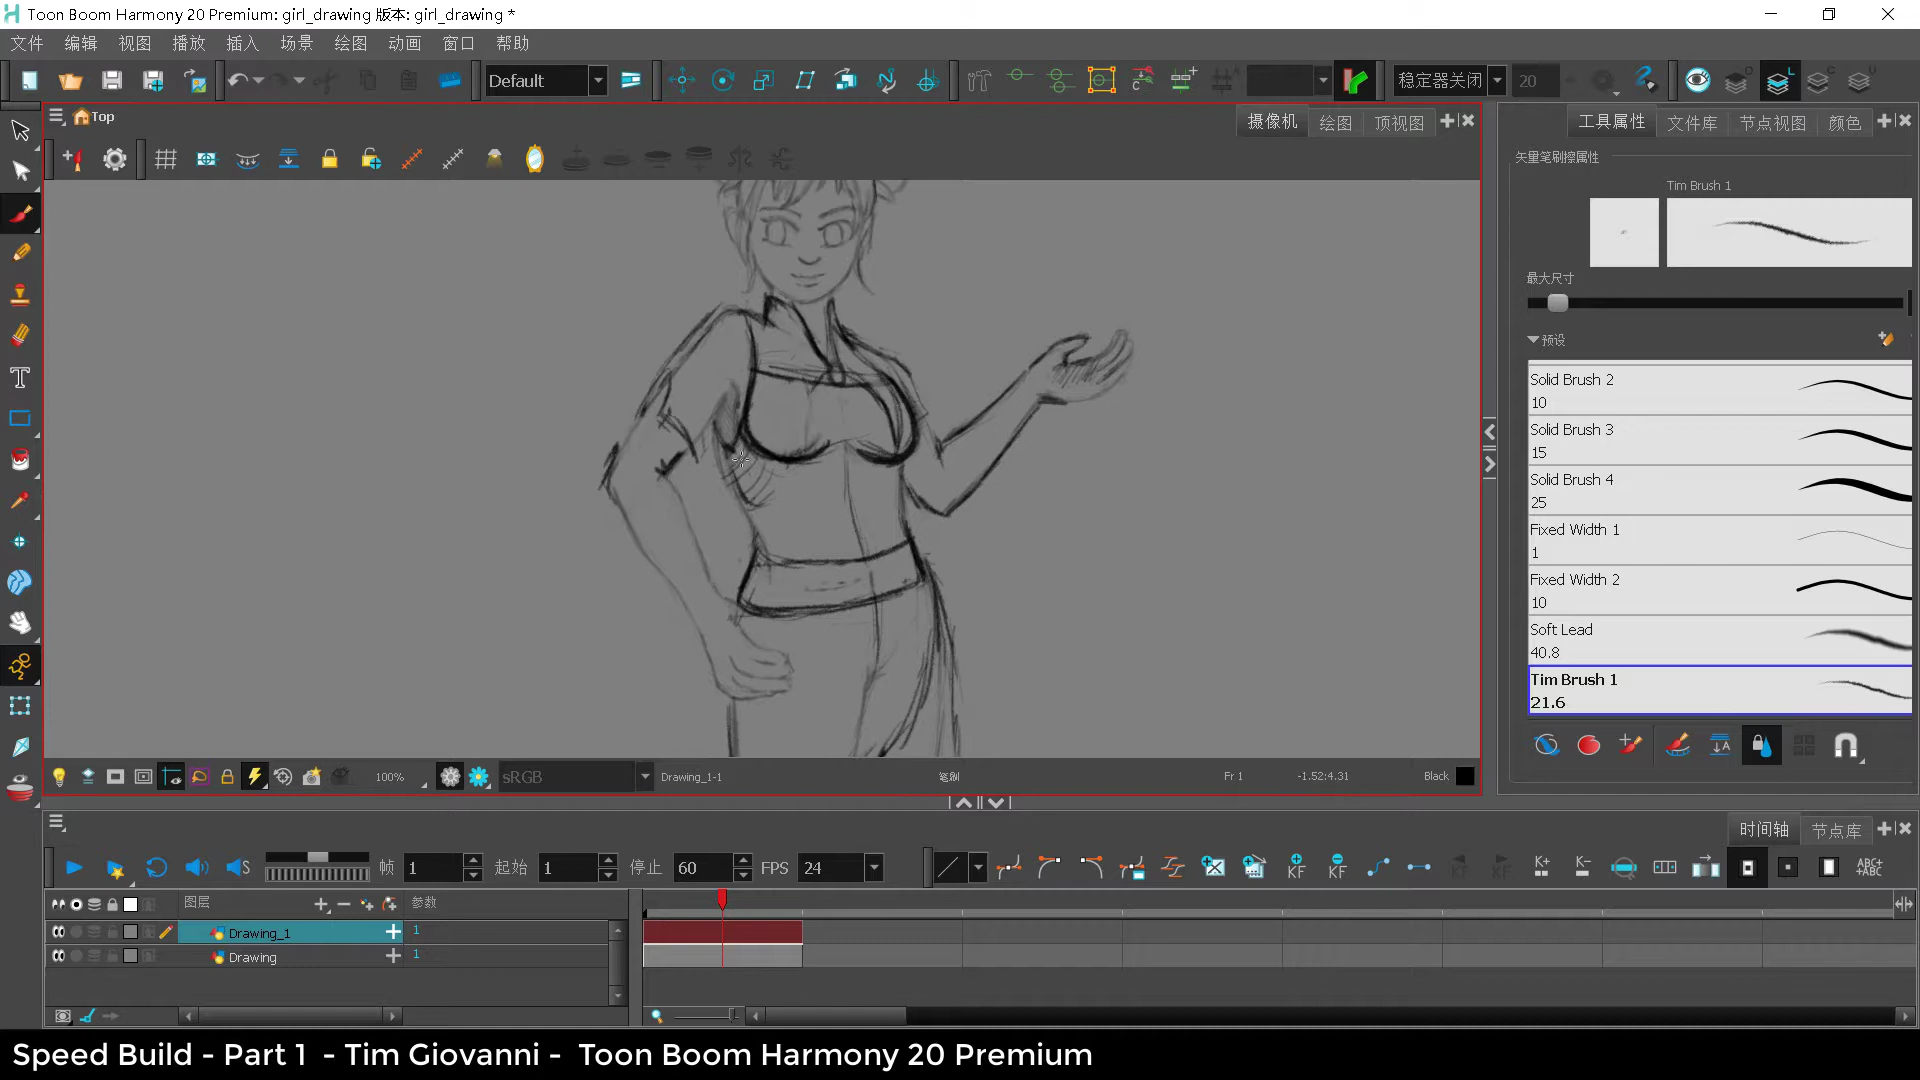 Toon Boom Harmony 20 Premium: girl_drawing 版本: girl_drawing *
文件 编辑 视图 播放 插入 场景 绘图 动画 窗口 帮助
Default
稳定器关闭 20
Top
摄像机 绘图 顶视图
工具属性 文件库 节点视图 颜色
矢量笔刷擦属性
Tim Brush 1
最大尺寸
预设
Solid Brush 2
10
Solid Brush 3
15
Solid Brush 4
25
Fixed Width 1
1
Fixed Width 2
10
Soft Lead
40.8
Tim Brush 1
21.6
100% sRGB Drawing_1-1 笔刷 Fr 1 -1.52:4.31 Black
时间轴 节点库
帧 1 起始 1 停止 60 FPS 24
KF KF KF KF K+ K- ABC+ ABC
图层 参数
Drawing_1 1
Drawing 1
Speed Build - Part 1 - Tim Giovanni - Toon Boom Harmony 20 Premium